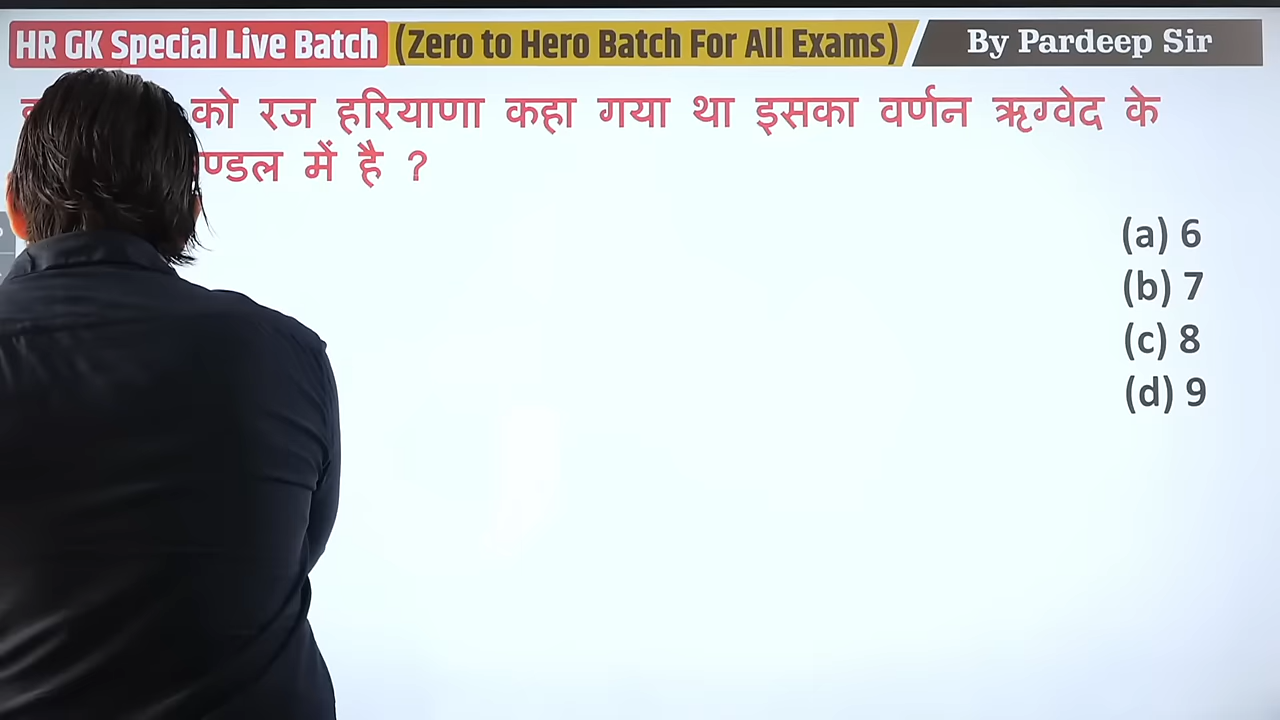 HR GK Special Live Batch (Zero to Hero Batch For All Exams) By Pardeep Sir
को रज हरियाणा कहा गया था इसका वर्णन ऋग्वेद के
में है ?
(a) 6
(b) 7
(c) 8
(d) 9